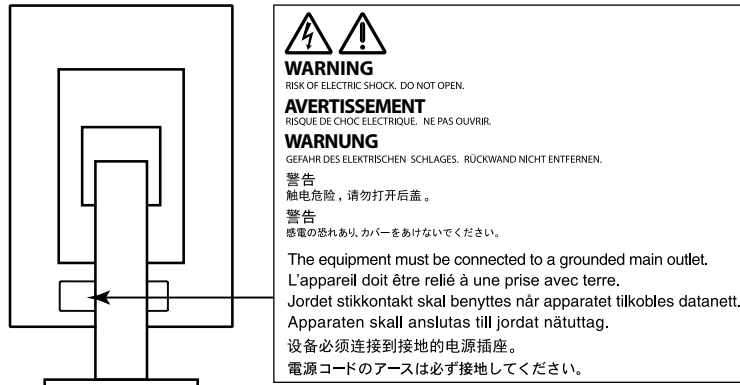 WARNING
RISK OF ELECTRIC SHOCK. DO NOT OPEN.
AVERTISSEMENT
RISQUE DE CHOC ELECTRIQUE. NE PAS OUVRIR.
WARNUNG
GEFAHR DES ELEKTRISCHEN SCHLAGES. RÜCKWAND NICHT ENTFERNEN.
警告
触电危险，请勿打开后盖。
警告
感電の恐れあり、カバーをあけないでください。
The equipment must be connected to a grounded main outlet.
L'appareil doit être relié à une prise avec terre.
Jordet stikkontakt skal benyttes når apparatet tilkobles datanett.
Apparaten skall anslutas till jordat nätuttag.
设备必须连接到接地的电源插座。
電源コードのアースは必ず接地してください。